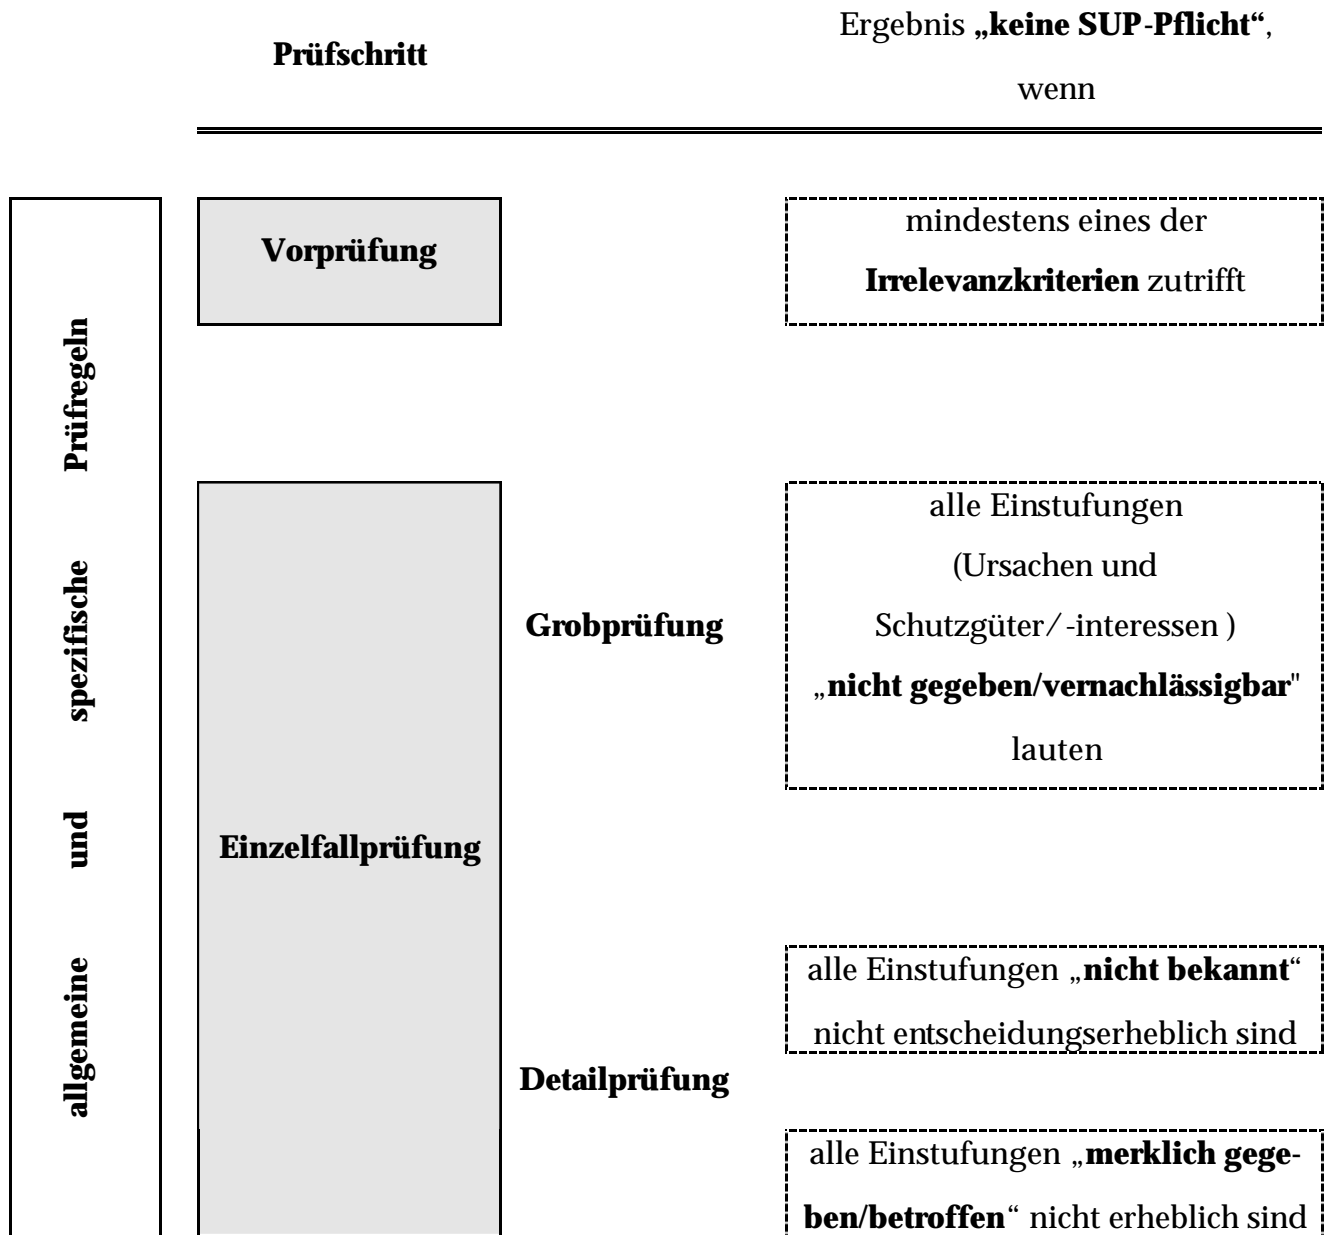 Prüfschritt
Ergebnis „keine SUP-Pflicht“,
wenn
allgemeine und spezifische Prüfregeln
Vorprüfung
mindestens eines der
Irrelevanzkriterien zutrifft
Einzelfallprüfung
Grobprüfung
alle Einstufungen
(Ursachen und
Schutzgüter/-interessen )
„nicht gegeben/vernachlässigbar"
lauten
Detailprüfung
alle Einstufungen „nicht bekannt“
nicht entscheidungserheblich sind
alle Einstufungen „merklich gege-
ben/betroffen“ nicht erheblich sind